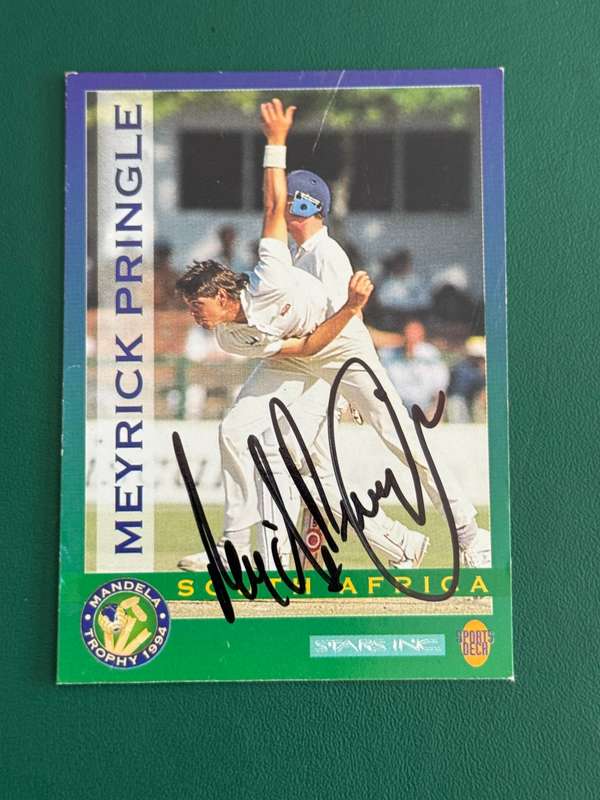 MEYRICK PRINGLE
SOUTH AFRICA
MANDELA
TROPHY 1994
STARS INC.
SPORTS
DECK